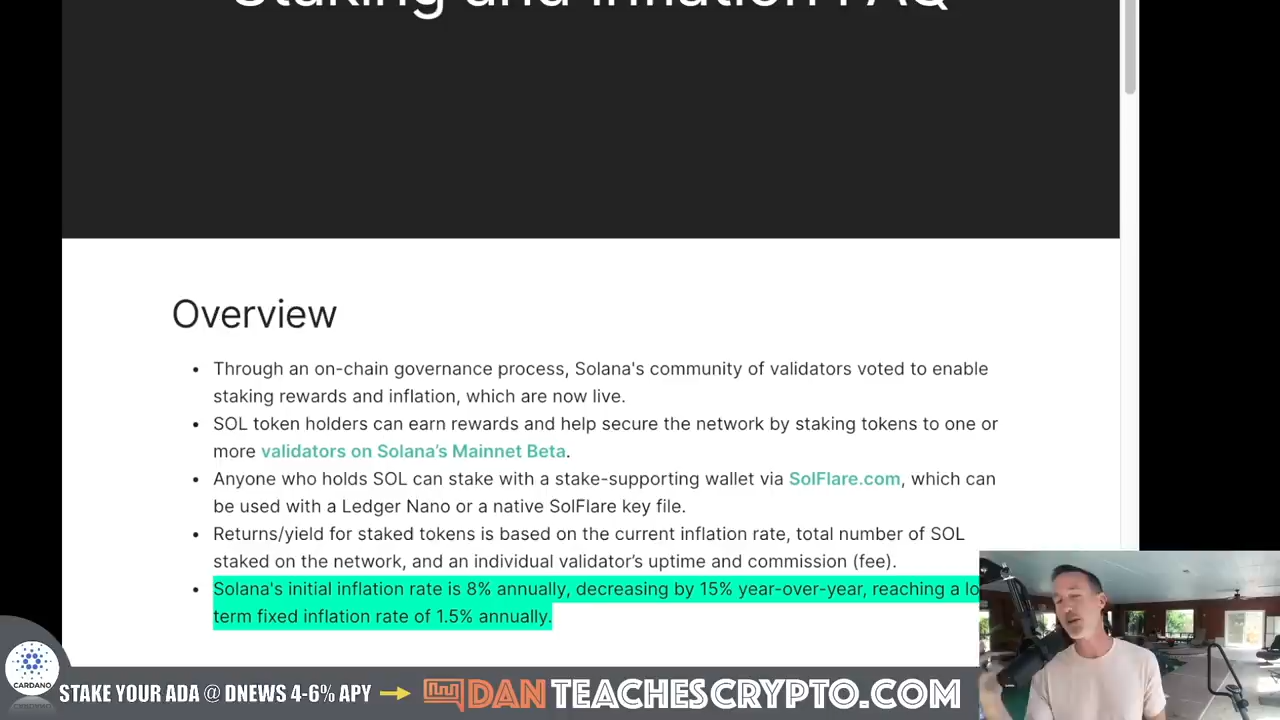 Staking and Inflation FAQ
Overview
Through an on-chain governance process, Solana's community of validators voted to enable
staking rewards and inflation, which are now live.
SOL token holders can earn rewards and help secure the network by staking tokens to one or
more validators on Solana’s Mainnet Beta.
Anyone who holds SOL can stake with a stake-supporting wallet via SolFlare.com, which can
be used with a Ledger Nano or a native SolFlare key file.
Returns/yield for staked tokens is based on the current inflation rate, total number of SOL
staked on the network, and an individual validator’s uptime and commission (fee).
Solana's initial inflation rate is 8% annually, decreasing by 15% year-over-year, reaching a lo
term fixed inflation rate of 1.5% annually.
CARDANO
STAKE YOUR ADA @ DNEWS 4-6% APY
DANTEACHESCRYPTO.COM